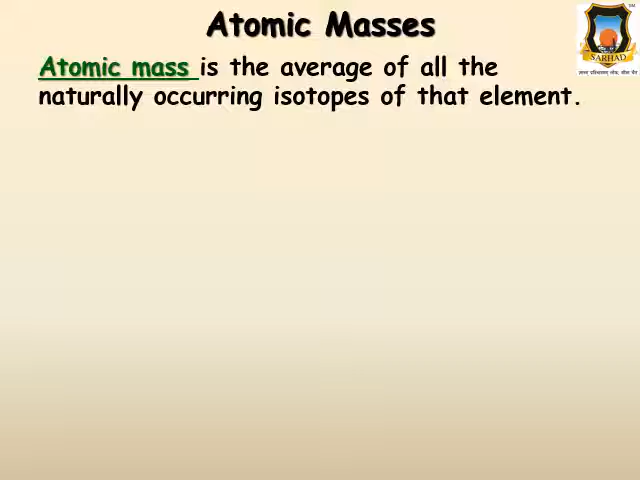 Atomic Masses
SARHAD
Atomic mass is the average of all the
naturally occurring isotopes of that element.